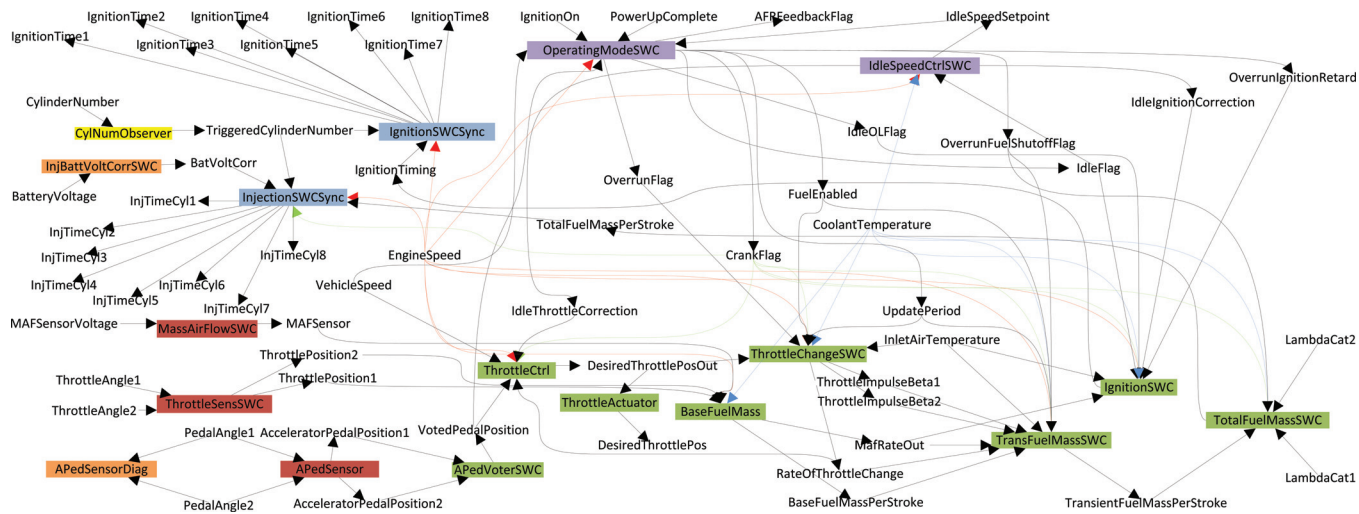 IgnitionTime2
IgnitionTime4
IgnitionTime6
IgnitionTime8
IgnitionOn
PowerUpComplete
AFRFeedbackFlag
IdleSpeedSetpoint
IgnitionTime1
IgnitionTime3
IgnitionTime5
IgnitionTime7
OperatingModeSWC
IdleSpeedCtrlSWC
OverrunIgnitionRetard
CylinderNumber
IdleIgnitionCorrection
CylNumObserver
TriggeredCylinderNumber
IgnitionSWCSync
IdleOLFlag
OverrunFuelShutoffFlag
InjBattVoltCorrSWC
BatVoltCorr
IgnitionTiming
IdleFlag
OverrunFlag
BatteryVoltage
InjTimeCyl1
InjectionSWCSync
FuelEnabled
TotalFuelMassPerStroke
CoolantTemperature
InjTimeCyl2
InjTimeCyl3
InjTimeCyl8
EngineSpeed
CrankFlag
InjTimeCyl4
InjTimeCyl5
InjTimeCyl6
InjTimeCyl7
VehicleSpeed
IdleThrottleCorrection
UpdatePeriod
MAFSensorVoltage
MassAirFlowSWC
MAFSensor
InletAirTemperature
LambdaCat2
ThrottlePosition2
ThrottleChangeSWC
ThrottleAngle1
ThrottlePosition1
ThrottleCtrl
DesiredThrottlePosOut
ThrottleImpulseBeta1
IgnitionSWC
ThrottleAngle2
ThrottleSensSWC
ThrottleActuator
BaseFuelMass
ThrottleImpulseBeta2
TotalFuelMassSWC
PedalAngle1
AcceleratorPedalPosition1
VotedPedalPosition
DesiredThrottlePos
MafRateOut
TransFuelMassSWC
APedSensorDiag
APedSensor
APedVoterSWC
RateOfThrottleChange
LambdaCat1
PedalAngle2
AcceleratorPedalPosition2
BaseFuelMassPerStroke
TransientFuelMassPerStroke